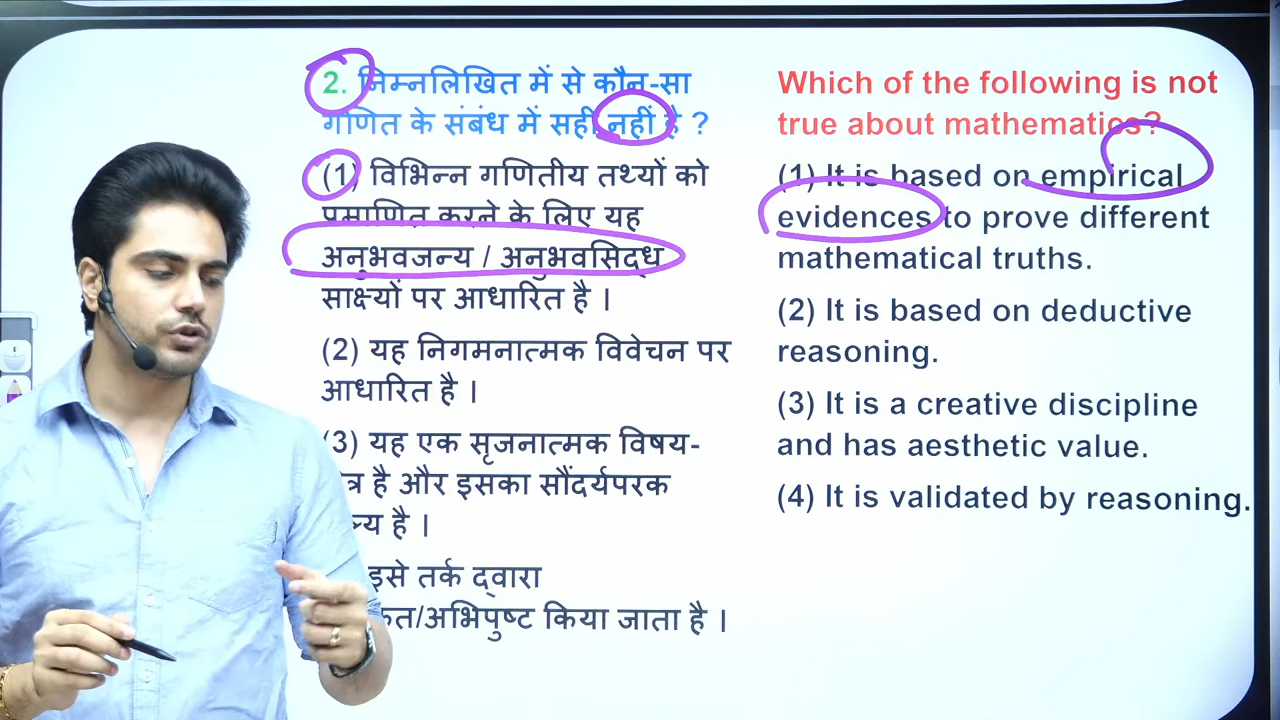 2. निम्नलिखित में से कौन-सा
गणित के संबंध में सही नहीं है ?
(1) विभिन्न गणितीय तथ्यों को
प्रमाणित करने के लिए यह
अनुभवजन्य / अनुभवसिद्ध
साक्ष्यों पर आधारित है ।
(2) यह निगमनात्मक विवेचन पर
आधारित है ।
(3) यह एक सृजनात्मक विषय-
है और इसका सौंदर्यपरक
है ।
इसे तर्क द्वारा
किया जाता है ।
Which of the following is not
true about mathematics?
(1) It is based on empirical
evidences to prove different
mathematical truths.
(2) It is based on deductive
reasoning.
(3) It is a creative discipline
and has aesthetic value.
(4) It is validated by reasoning.